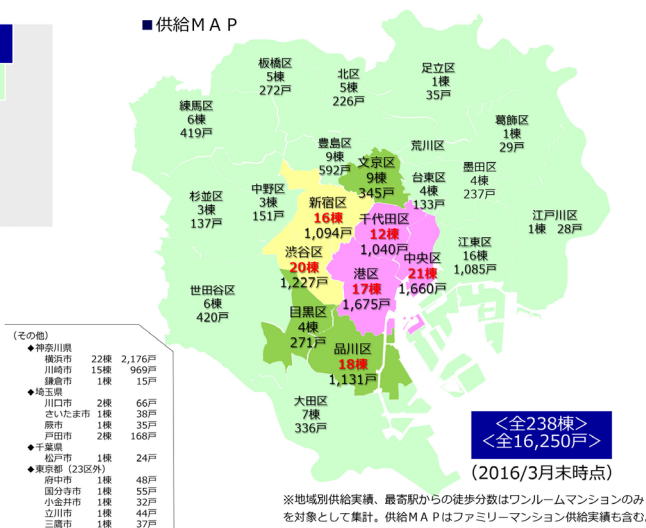 ■供給ＭＡＰ
板橋区
5棟
272戸
北区
5棟
226戸
足立区
1棟
35戸
練馬区
6棟
419戸
葛飾区
1棟
29戸
豊島区
9棟
592戸
文京区
9棟
345戸
荒川区
台東区
4棟
133戸
墨田区
4棟
237戸
杉並区
3棟
137戸
中野区
3棟
151戸
新宿区
16棟
1,094戸
千代田区
12棟
1,040戸
江戸川区
1棟 28戸
江東区
16棟
1,085戸
渋谷区
20棟
1,227戸
港区
17棟
1,675戸
中央区
21棟
1,660戸
世田谷区
6棟
420戸
目黒区
4棟
271戸
品川区
18棟
1,131戸
大田区
7棟
336戸
（その他）
◆神奈川県
横浜市 22棟 2,176戸
川崎市 15棟 969戸
鎌倉市 1棟 15戸
◆埼玉県
川口市 2棟 66戸
さいたま市 1棟 38戸
蕨市 1棟 35戸
戸田市 2棟 168戸
◆千葉県
松戸市 1棟 24戸
◆東京都（23区外）
府中市 1棟 48戸
国分寺市 1棟 55戸
小金井市 1棟 32戸
立川市 1棟 44戸
三鷹市 1棟 37戸
＜全238棟＞
＜全16,250戸＞
（2016/3月末時点）
※地域別供給実績、最寄駅からの徒歩分数はワンルームマンションのみ
を対象として集計。供給ＭＡＰはファミリーマンション供給実績も含む。